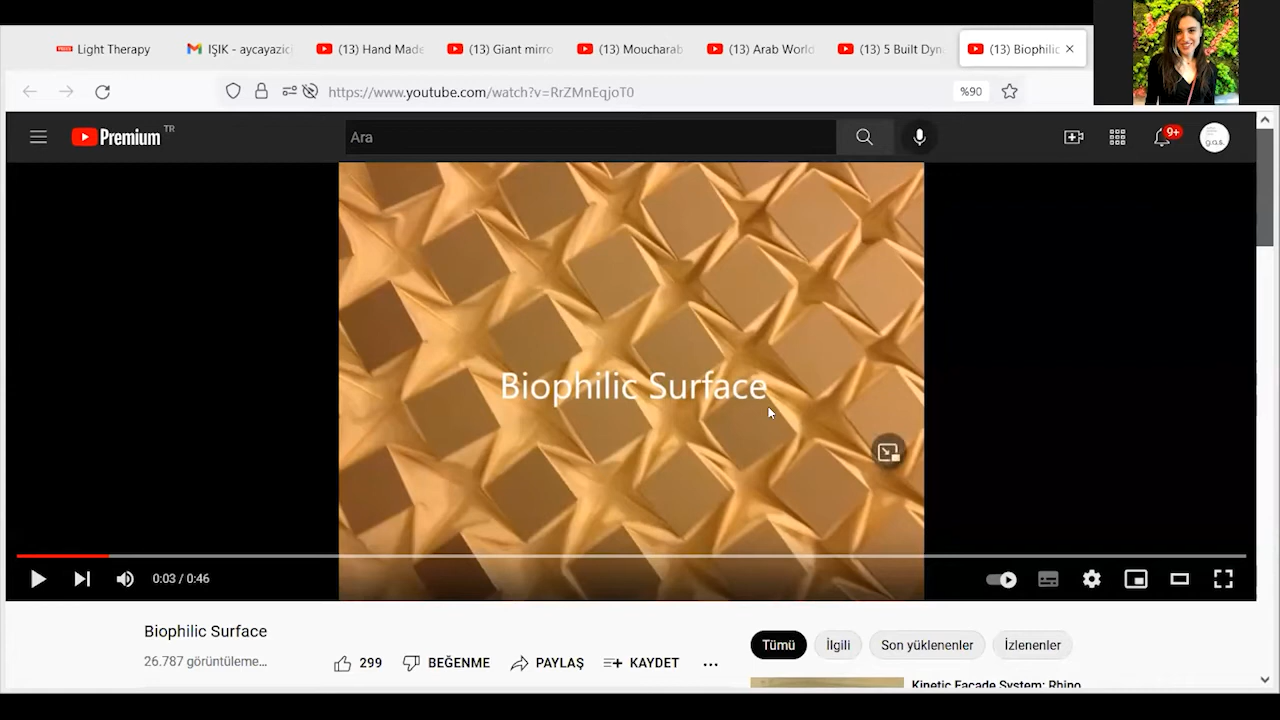 Light Therapy
IŞIK - aycayazici
(13) Hand Made
(13) Giant mirro
(13) Moucharab
(13) Arab World
(13) 5 Built Dyn
(13) Biophilic
https://www.youtube.com/watch?v=RrZMnEqjoT0
%90
Premium TR
Ara
9+
g.a.s.
Biophilic Surface
0:03 / 0:46
Biophilic Surface
26.787 görüntüleme...
299
BEĞENME
PAYLAŞ
KAYDET
Tümü
İlgili
Son yüklenenler
İzlenenler
Kinetic Facade System: Rhino